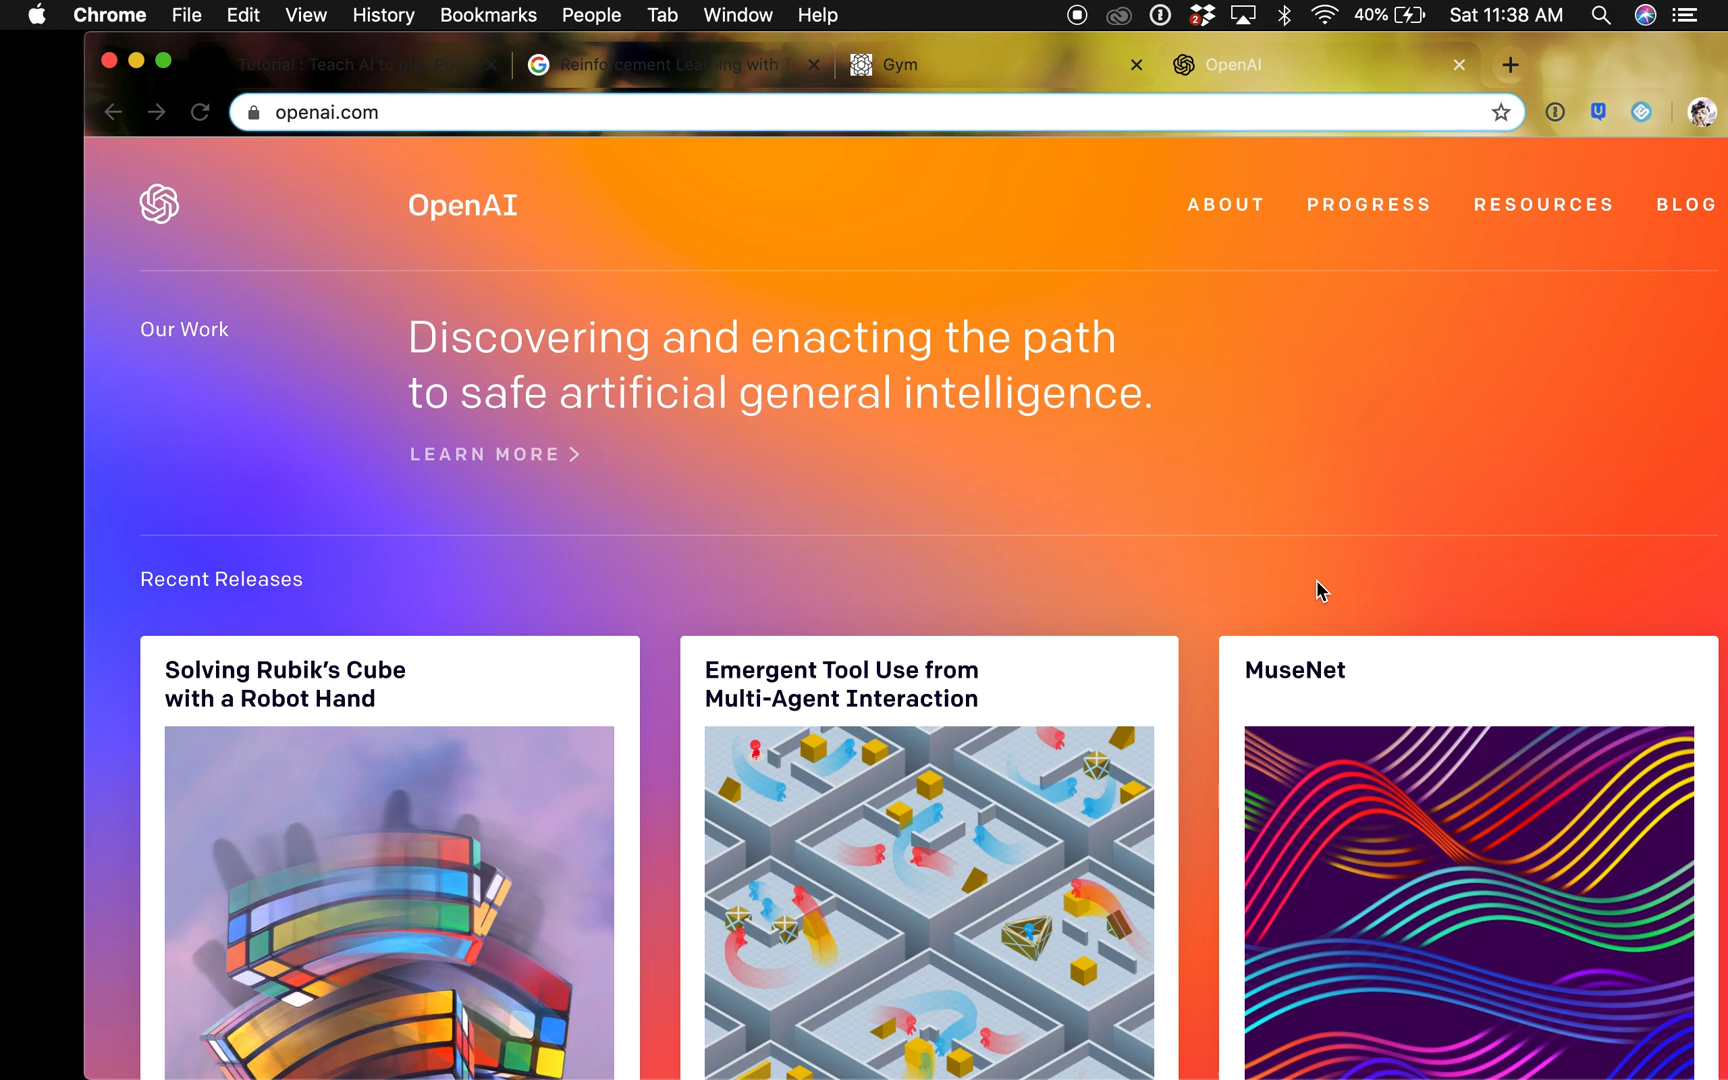 Chrome File Edit View History Bookmarks People Tab Window Help 2 40% Sat 11:38 AM
Tutorial : Teach AI to play Po
Reinforcement Learning with T
Gym
OpenAI
openai.com
OpenAI
ABOUT PROGRESS RESOURCES BLOG
Our Work
Discovering and enacting the path
to safe artificial general intelligence.
LEARN MORE >
Recent Releases
Solving Rubik’s Cube
with a Robot Hand
Emergent Tool Use from
Multi-Agent Interaction
MuseNet